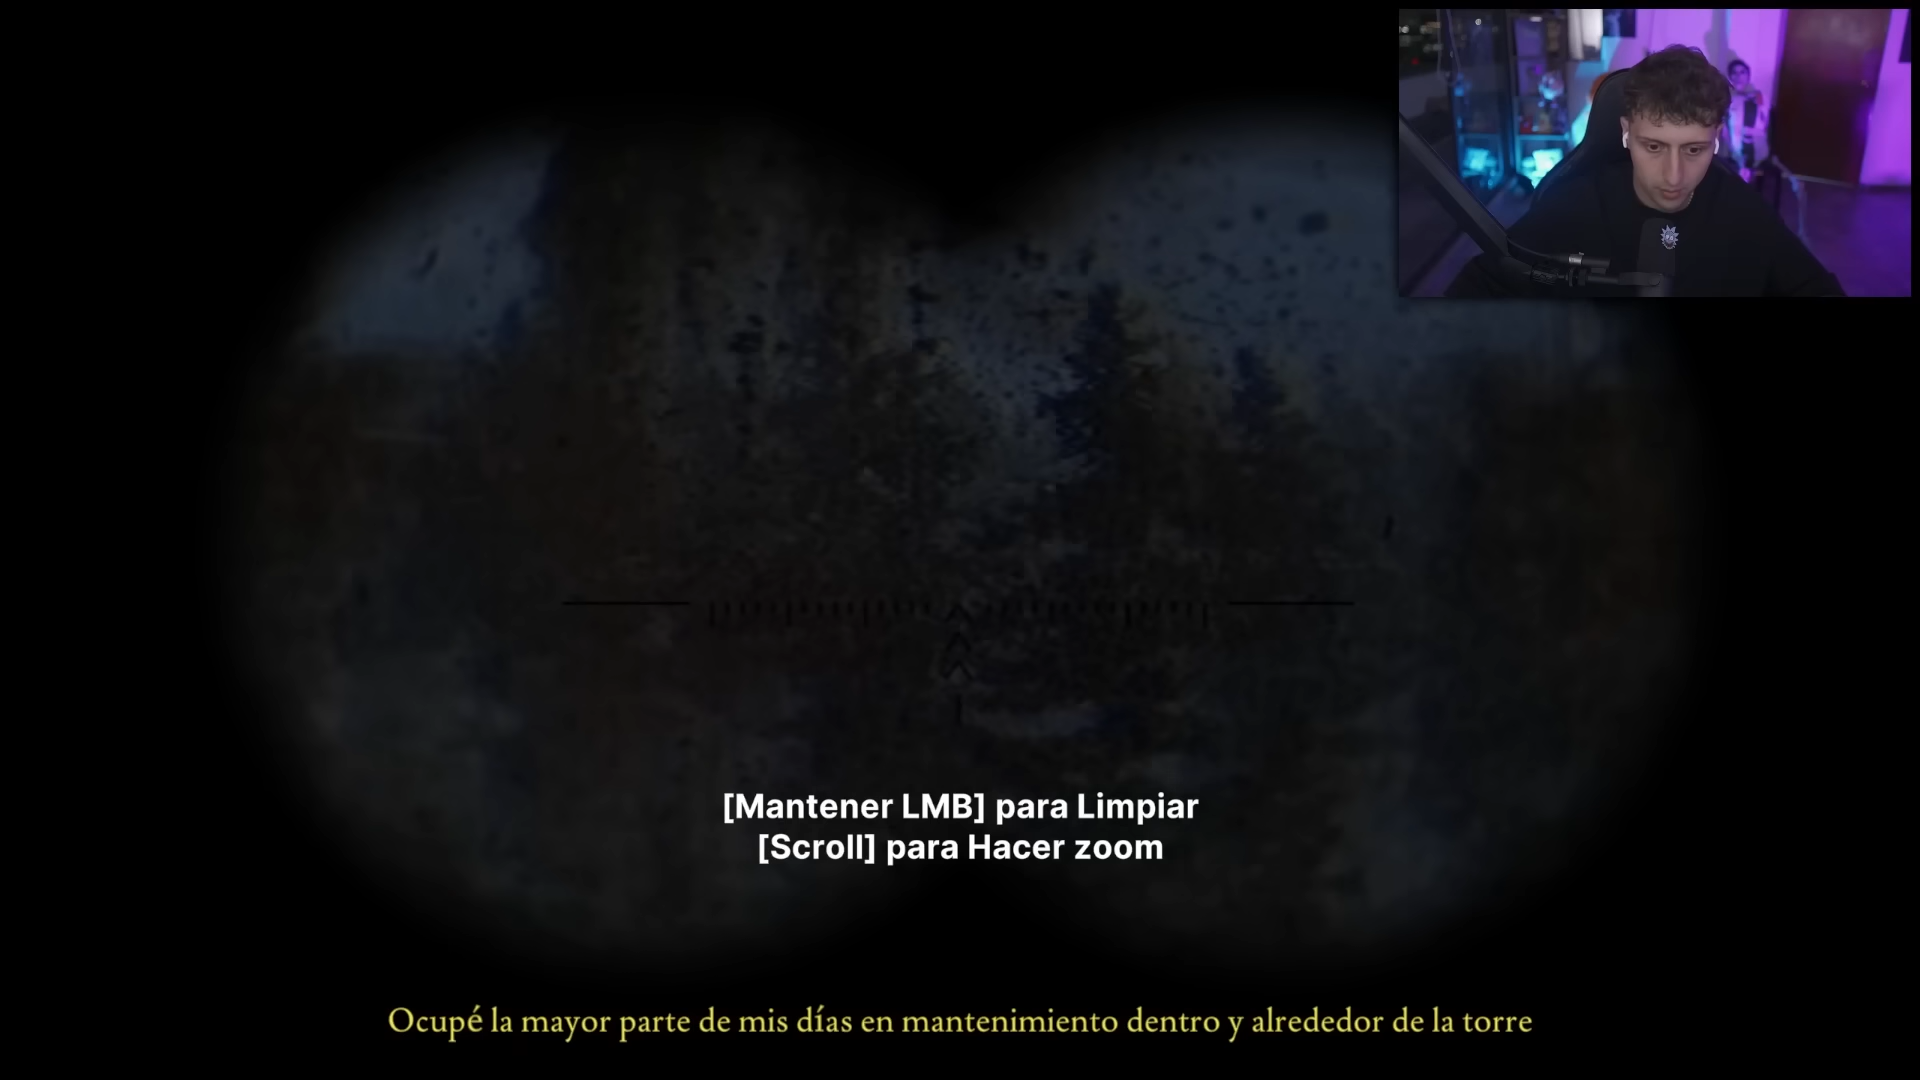 [Mantener LMB] para Limpiar
[Scroll] para Hacer zoom
Ocupé la mayor parte de mis días en mantenimiento dentro y alrededor de la torre